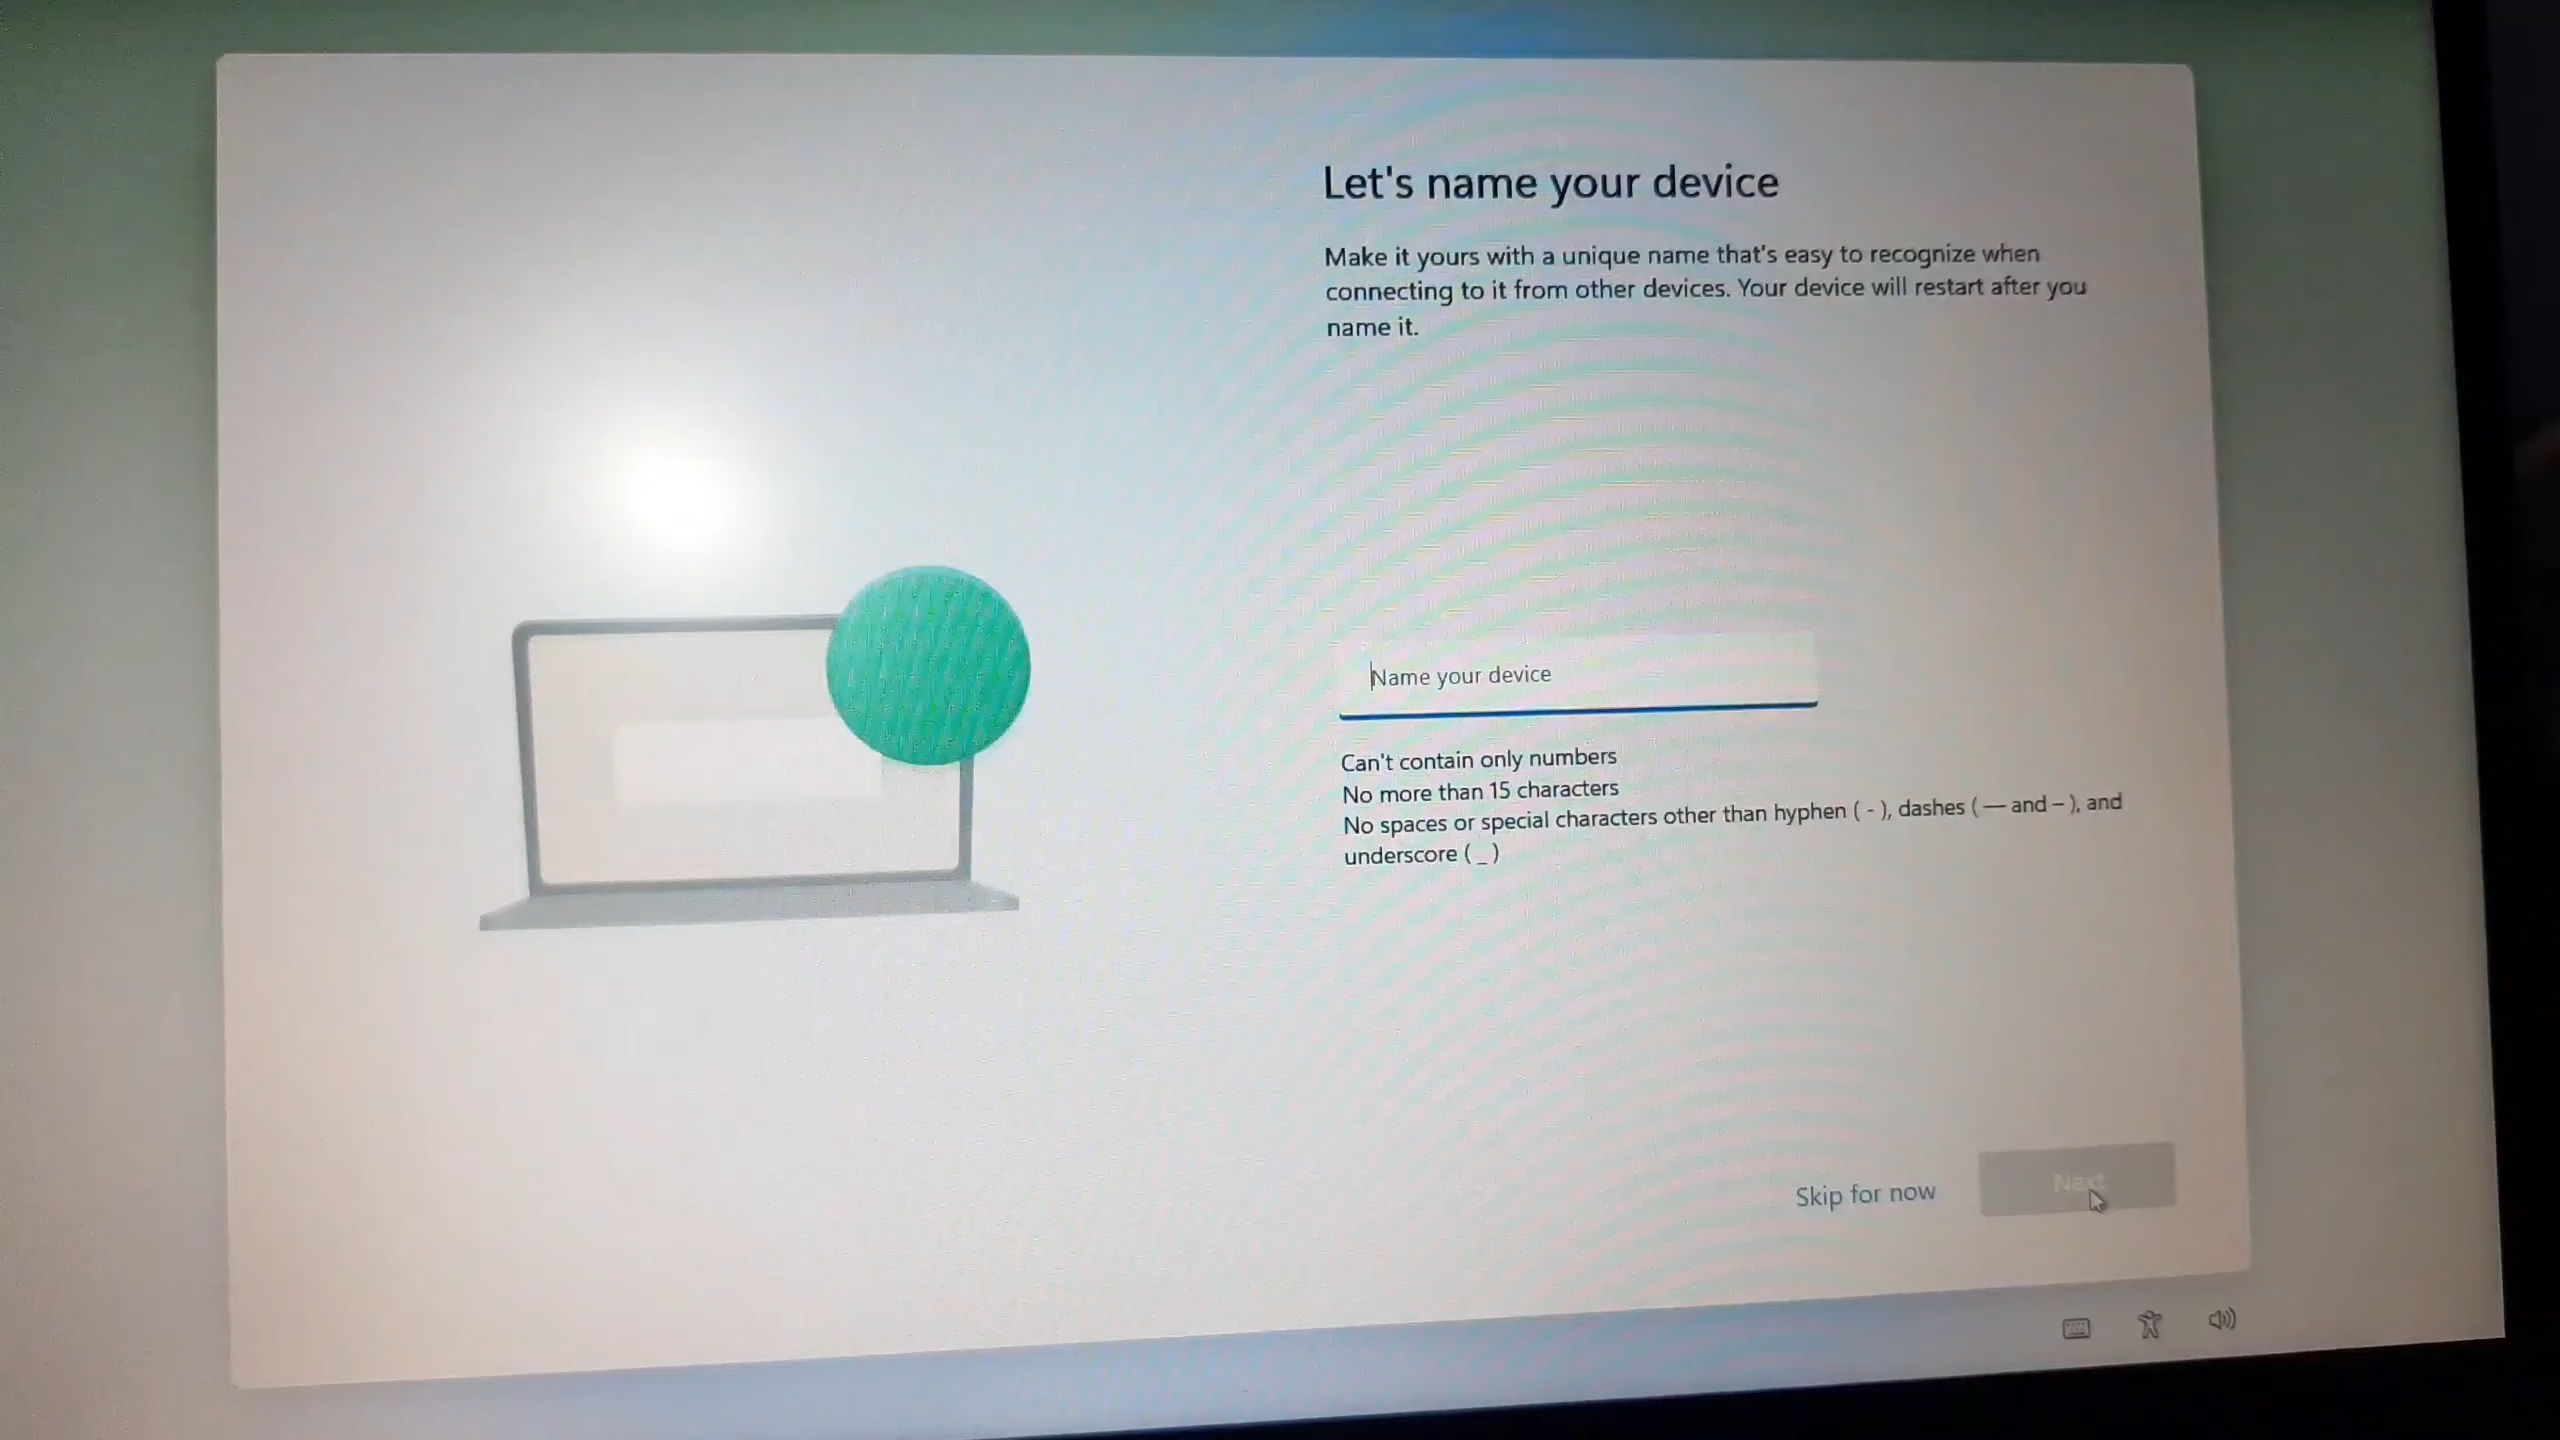 Let's name your device
Make it yours with a unique name that's easy to recognize when
connecting to it from other devices. Your device will restart after you
name it.
Name your device
Can't contain only numbers
No more than 15 characters
No spaces or special characters other than hyphen ( - ), dashes ( — and – ), and
underscore ( _ )
Skip for now
Next